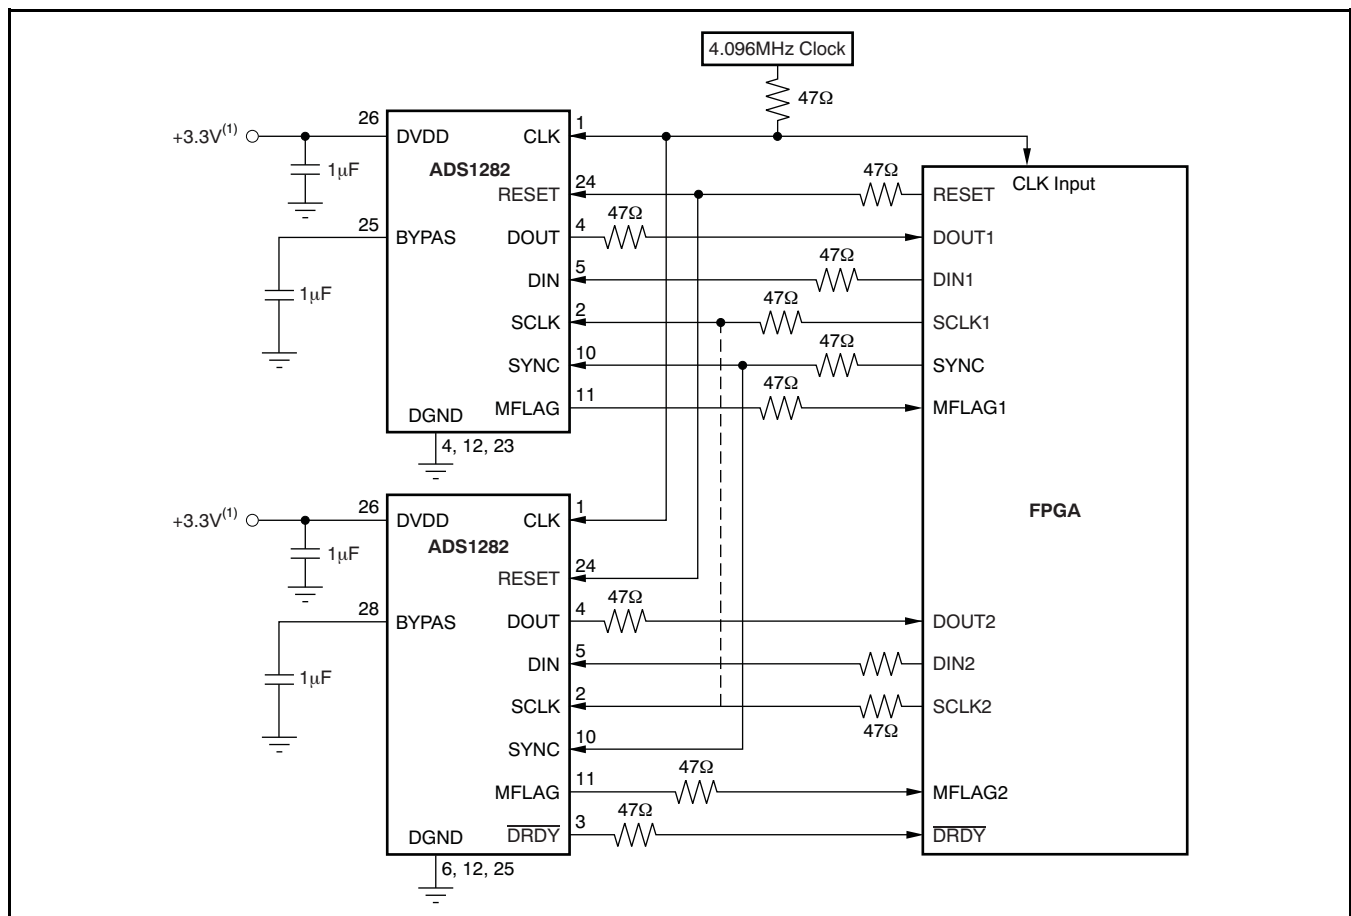 4.096MHz Clock
47Ω
+3.3V(1)
26
DVDD
CLK
1
1μF
ADS1282
CLK Input
RESET
24
47Ω
RESET
25
BYPAS
DOUT
4
47Ω
DOUT1
1μF
DIN
5
47Ω
DIN1
SCLK
2
47Ω
SCLK1
SYNC
10
47Ω
SYNC
MFLAG
11
47Ω
MFLAG1
DGND
4, 12, 23
FPGA
+3.3V(1)
26
DVDD
CLK
1
1μF
ADS1282
RESET
24
28
BYPAS
DOUT
4
47Ω
DOUT2
1μF
DIN
5
DIN2
SCLK
2
47Ω
SCLK2
SYNC
10
MFLAG
11
47Ω
MFLAG2
DGND
DRDY
3
47Ω
DRDY
6, 12, 25